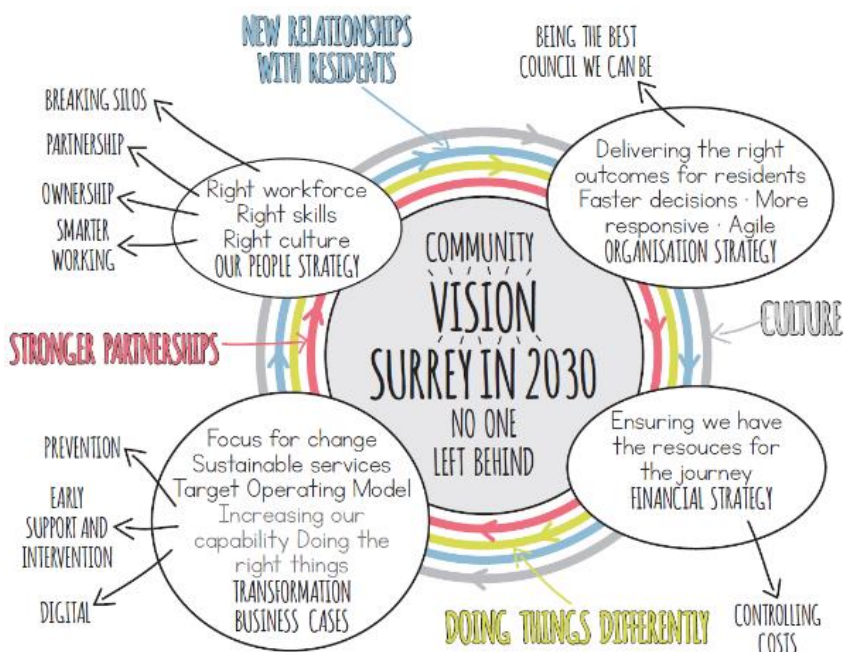 NEW RELATIONSHIPS
WITH RESIDENTS
BEING THE BEST
COUNCIL WE CAN BE
BREAKING SILOS
PARTNERSHIP
OWNERSHIP
SMARTER
WORKING
Right workforce
Right skills
Right culture
OUR PEOPLE STRATEGY
Delivering the right
outcomes for residents
Faster decisions · More
responsive · Agile
ORGANISATION STRATEGY
COMMUNITY
VISION
SURREY IN 2030
NO ONE
LEFT BEHIND
CULTURE
STRONGER PARTNERSHIPS
PREVENTION
EARLY
SUPPORT AND
INTERVENTION
DIGITAL
Focus for change
Sustainable services
Target Operating Model
Increasing our
capability Doing the
right things
TRANSFORMATION
BUSINESS CASES
Ensuring we have
the resouces for
the journey
FINANCIAL STRATEGY
DOING THINGS DIFFERENTLY
CONTROLLING
COSTS